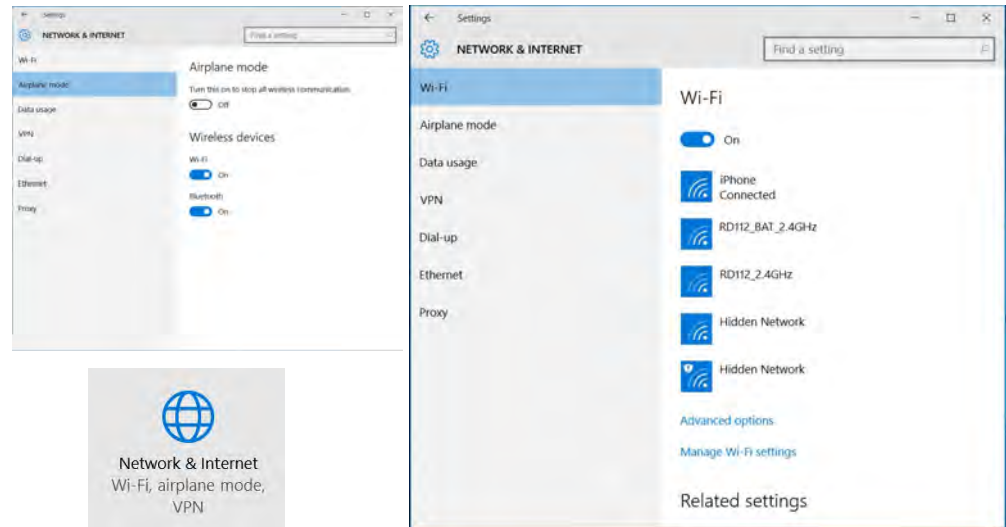 Settings
NETWORK & INTERNET
Find a setting
Wi-Fi
Airplane mode
Data usage
VPN
Dial-up
Ethernet
Proxy
Airplane mode
Turn this on to stop all wireless communication
Off
Wireless devices
Wi-Fi
On
Bluetooth
On
Network & Internet
Wi-Fi, airplane mode,
VPN
Settings
NETWORK & INTERNET
Find a setting
Wi-Fi
Airplane mode
Data usage
VPN
Dial-up
Ethernet
Proxy
Wi-Fi
On
iPhone
Connected
RD112_BAT_2.4GHz
RD112_2.4GHz
Hidden Network
Hidden Network
Advanced options
Manage Wi-Fi settings
Related settings